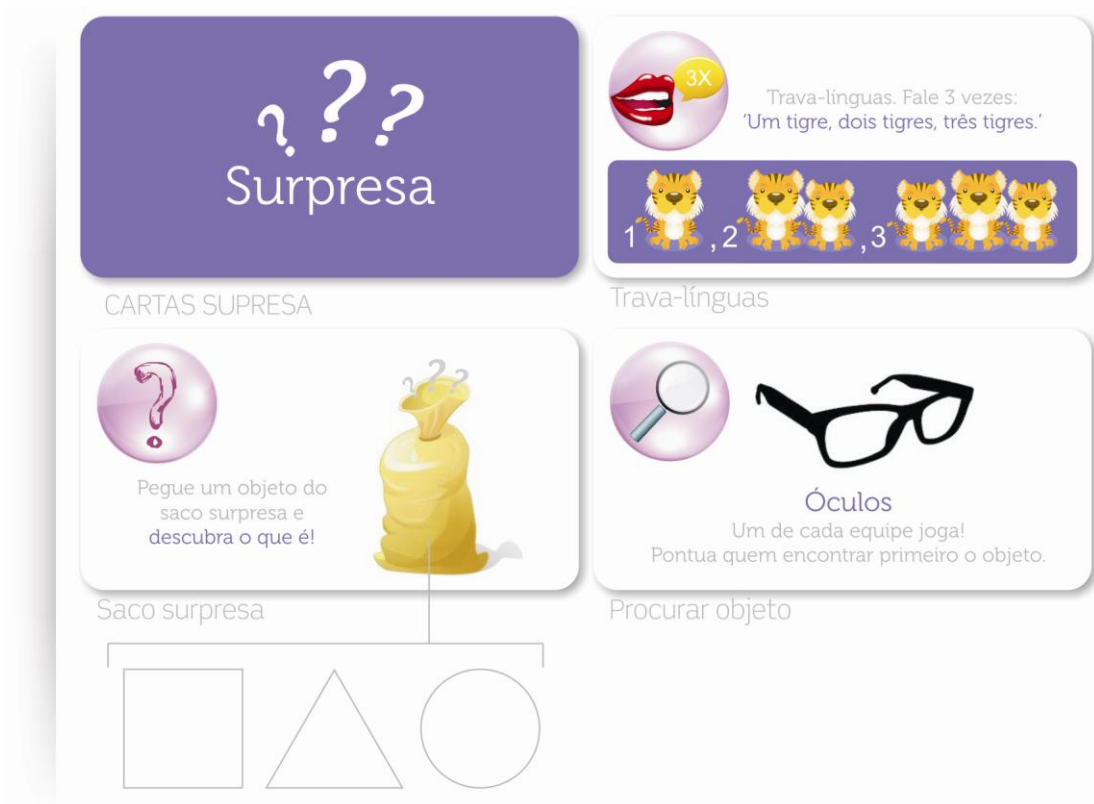 ???
Surpresa
CARTAS SUPRESA
3X
Trava-línguas. Fale 3 vezes:
‘Um tigre, dois tigres, três tigres.’
1 , 2 , 3
Trava-línguas
?
???
Pegue um objeto do
saco surpresa e
descubra o que é!
Saco surpresa
Óculos
Um de cada equipe joga!
Pontua quem encontrar primeiro o objeto.
Procurar objeto